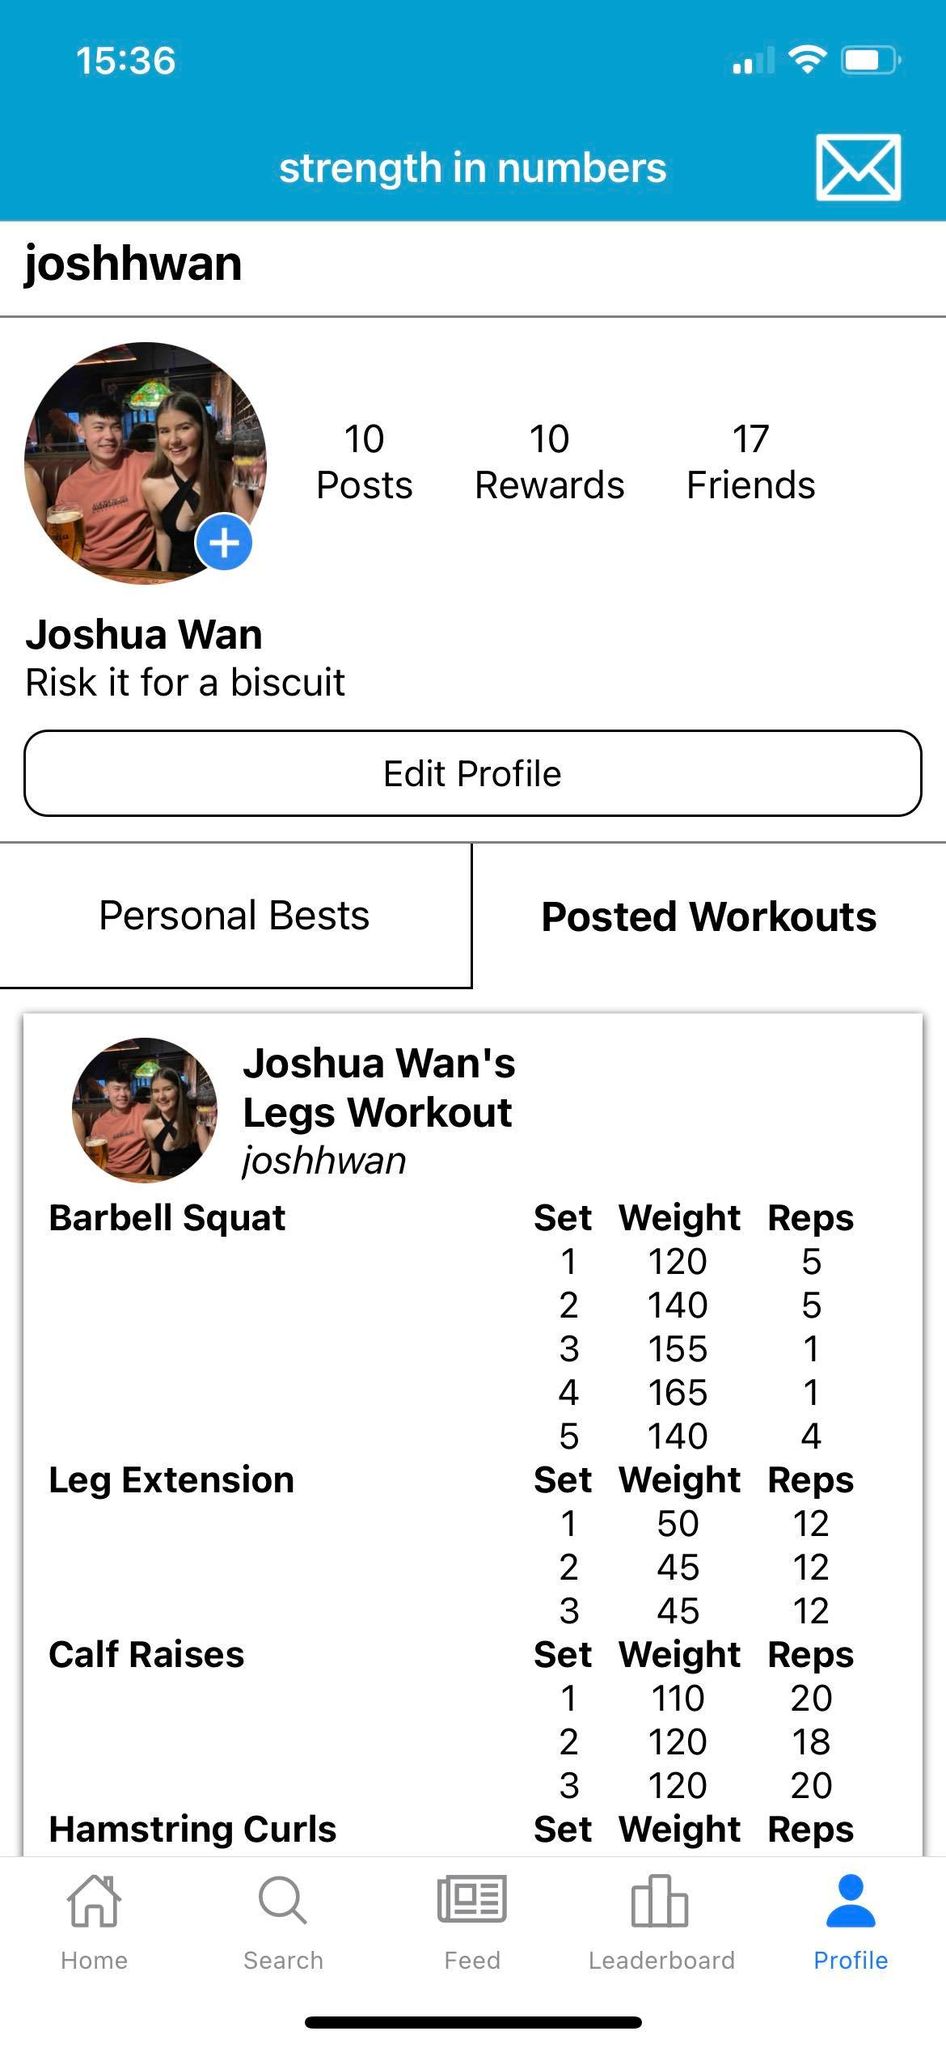 15:36
strength in numbers
joshhwan
10 10 17
Posts Rewards Friends
Joshua Wan
Risk it for a biscuit
Edit Profile
Personal Bests Posted Workouts
Joshua Wan's
Legs Workout
joshhwan
Barbell Squat Set Weight Reps
1 120 5
2 140 5
3 155 1
4 165 1
5 140 4
Leg Extension Set Weight Reps
1 50 12
2 45 12
3 45 12
Calf Raises Set Weight Reps
1 110 20
2 120 18
3 120 20
Hamstring Curls Set Weight Reps
Home Search Feed Leaderboard Profile